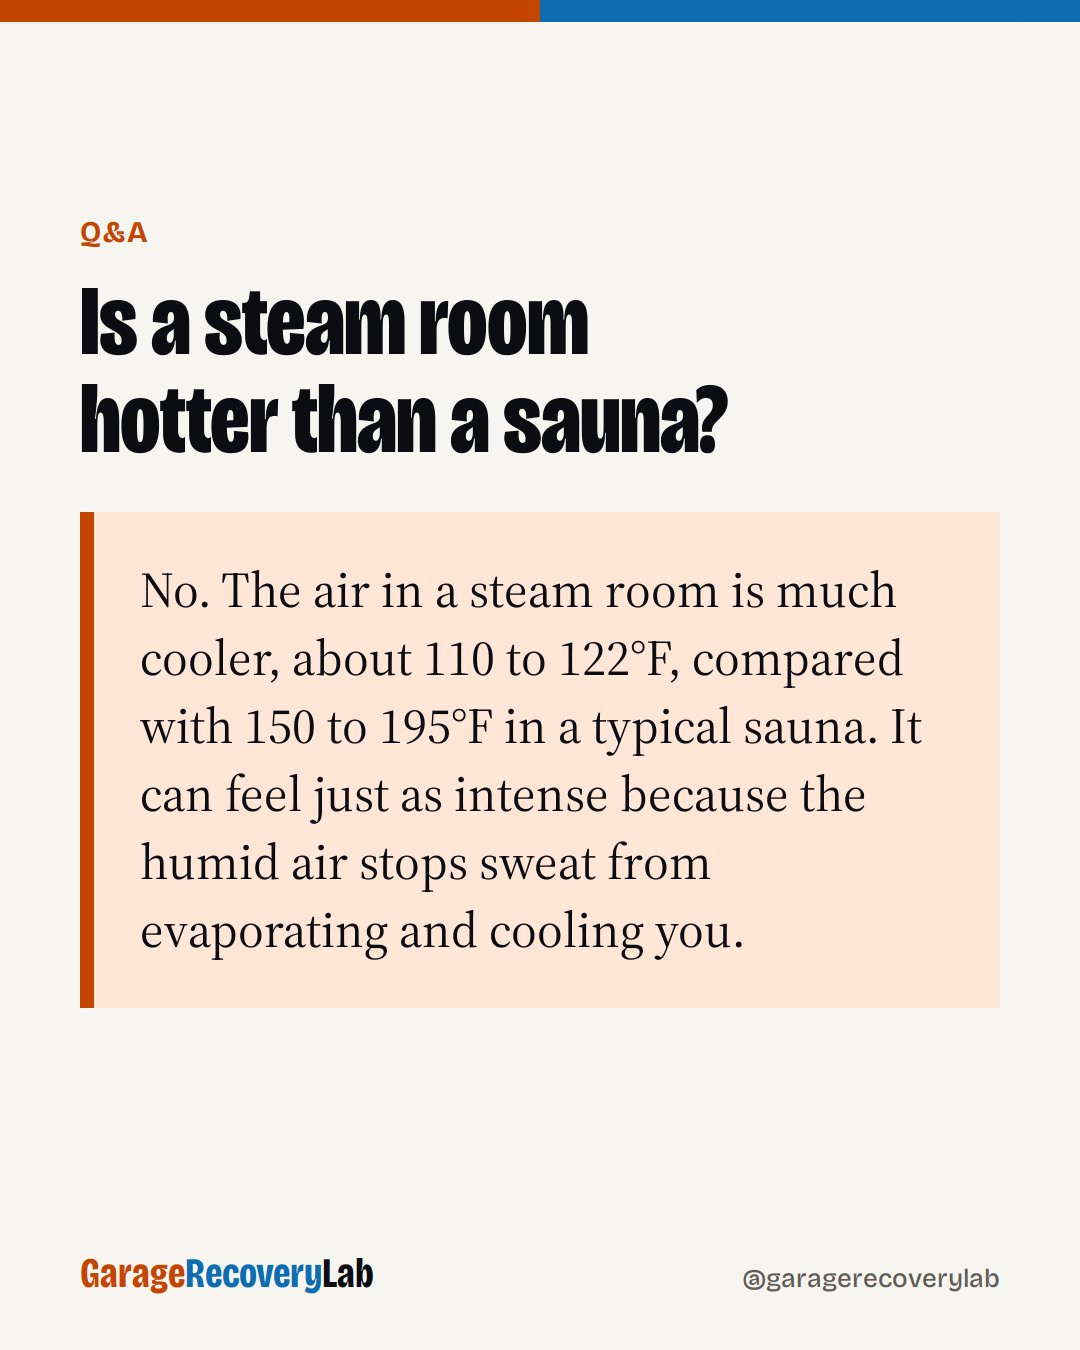 Q&A
Is a steam room
hotter than a sauna?
No. The air in a steam room is much
cooler, about 110 to 122°F, compared
with 150 to 195°F in a typical sauna. It
can feel just as intense because the
humid air stops sweat from
evaporating and cooling you.
GarageRecoveryLab
@garagerecoverylab